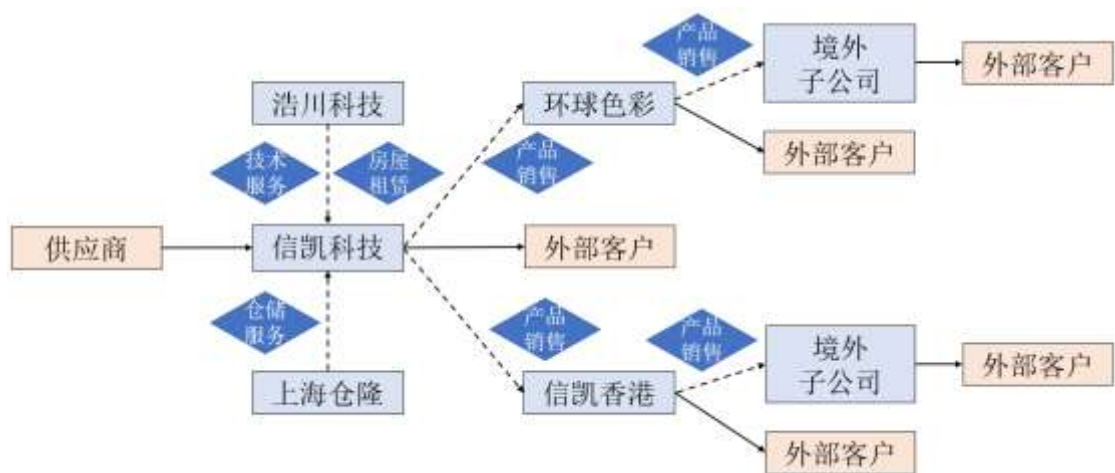 产品
销售
境外
子公司
外部客户
浩川科技
环球色彩
外部客户
技术
服务
房屋
租赁
产品
销售
供应商
信凯科技
外部客户
仓储
服务
产品
销售
产品
销售
境外
子公司
外部客户
上海仓隆
信凯香港
外部客户